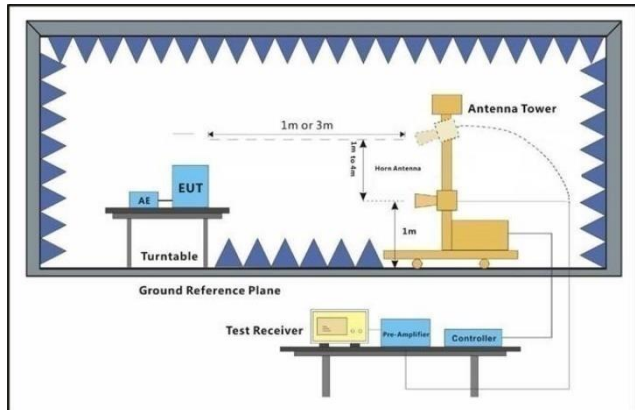 1m or 3m
Antenna Tower
1m to 4m
Horn Antenna
EUT
AE
1m
Turntable
Ground Reference Plane
Test Receiver
Pre-Amplifier
Controller